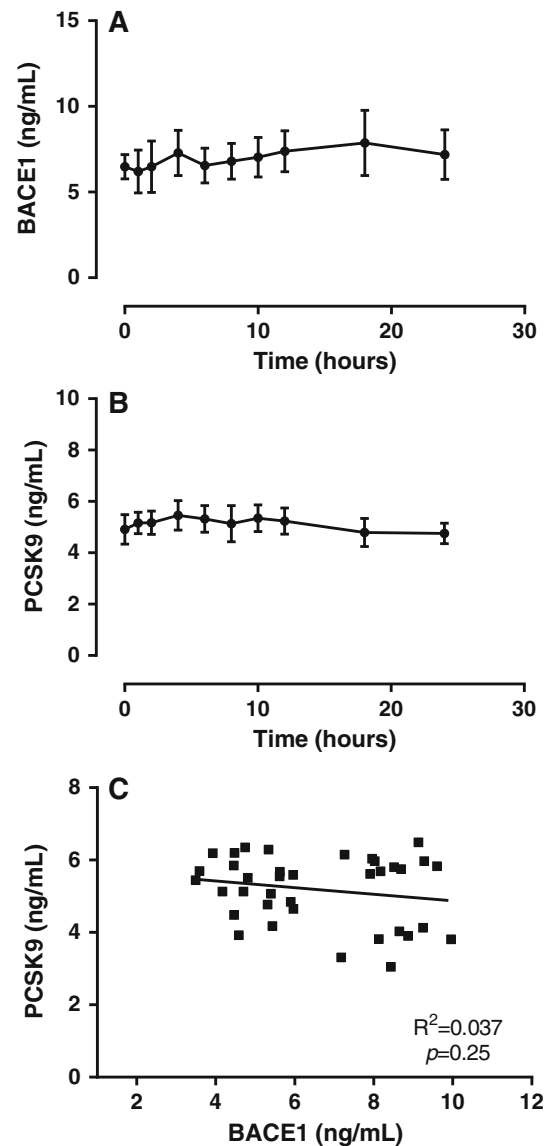 A
BACE1 (ng/mL)
15
10
5
0
0 10 20 30
Time (hours)
B
PCSK9 (ng/mL)
10
8
6
4
2
0
0 10 20 30
Time (hours)
C
PCSK9 (ng/mL)
8
6
4
2
0
R²=0.037
p=0.25
2 4 6 8 10 12
BACE1 (ng/mL)